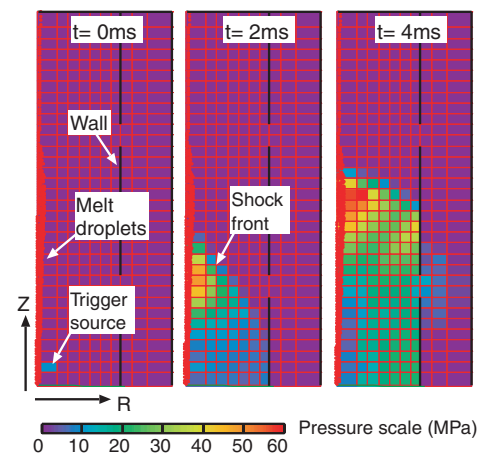 t= 0ms
t= 2ms
t= 4ms
Wall
Melt
droplets
Shock
front
Trigger
source
Z
R
0 10 20 30 40 50 60
Pressure scale (MPa)